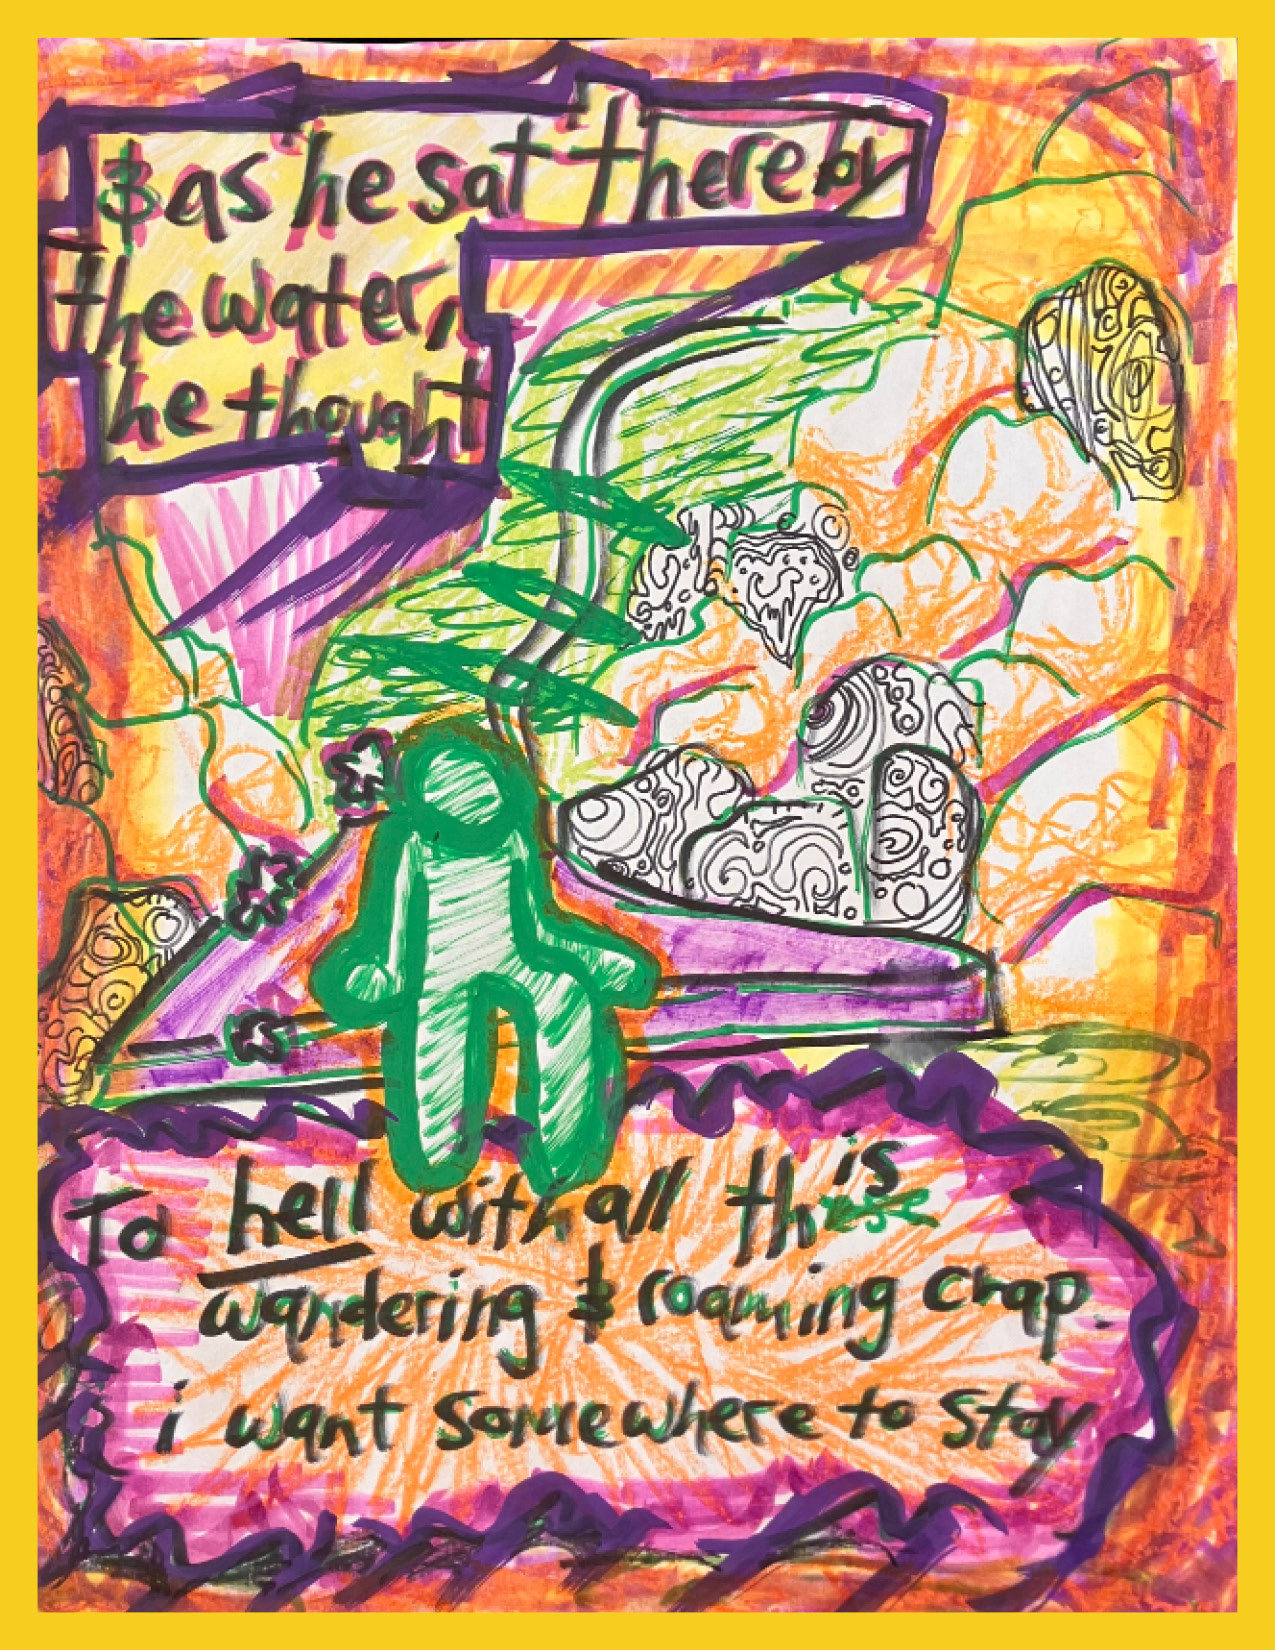 & as he sat there by
the water,
he thought
To hell with all this
wandering & roaming crap.
i want somewhere to stay